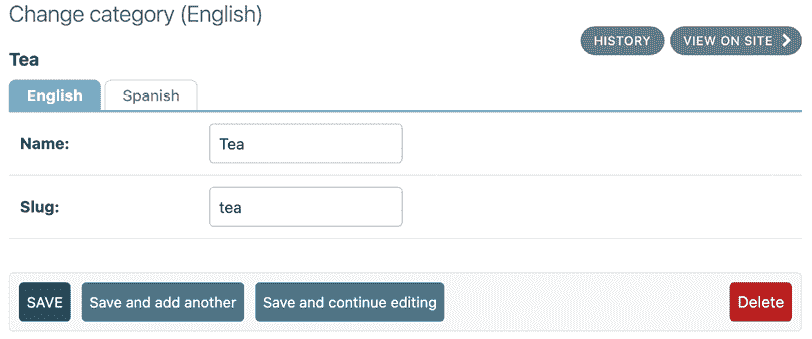 Change category (English)
HISTORY
VIEW ON SITE
Tea
English
Spanish
Name:
Tea
Slug:
tea
SAVE
Save and add another
Save and continue editing
Delete